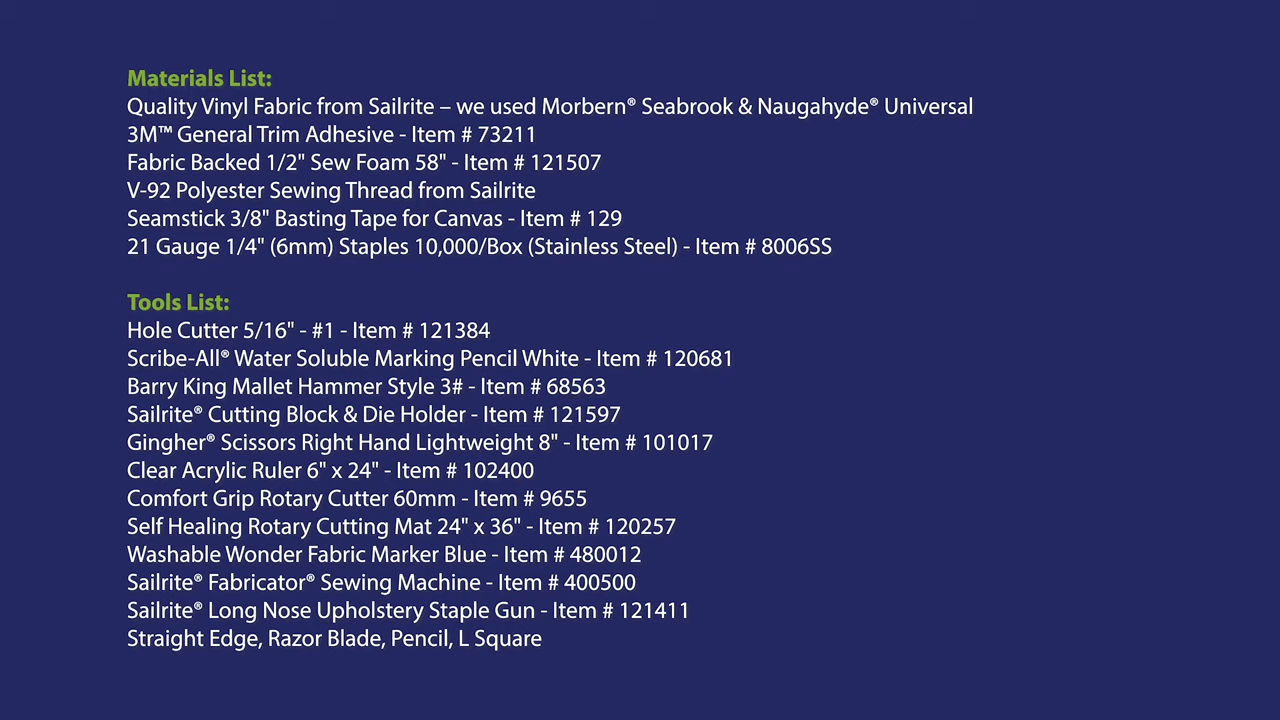 Materials List:
Quality Vinyl Fabric from Sailrite – we used Morbern® Seabrook & Naugahyde® Universal
3M™ General Trim Adhesive - Item # 73211
Fabric Backed 1/2" Sew Foam 58" - Item # 121507
V-92 Polyester Sewing Thread from Sailrite
Seamstick 3/8" Basting Tape for Canvas - Item # 129
21 Gauge 1/4" (6mm) Staples 10,000/Box (Stainless Steel) - Item # 8006SS
Tools List:
Hole Cutter 5/16" - #1 - Item # 121384
Scribe-All® Water Soluble Marking Pencil White - Item # 120681
Barry King Mallet Hammer Style 3# - Item # 68563
Sailrite® Cutting Block & Die Holder - Item # 121597
Gingher® Scissors Right Hand Lightweight 8" - Item # 101017
Clear Acrylic Ruler 6" x 24" - Item # 102400
Comfort Grip Rotary Cutter 60mm - Item # 9655
Self Healing Rotary Cutting Mat 24" x 36" - Item # 120257
Washable Wonder Fabric Marker Blue - Item # 480012
Sailrite® Fabricator® Sewing Machine - Item # 400500
Sailrite® Long Nose Upholstery Staple Gun - Item # 121411
Straight Edge, Razor Blade, Pencil, L Square